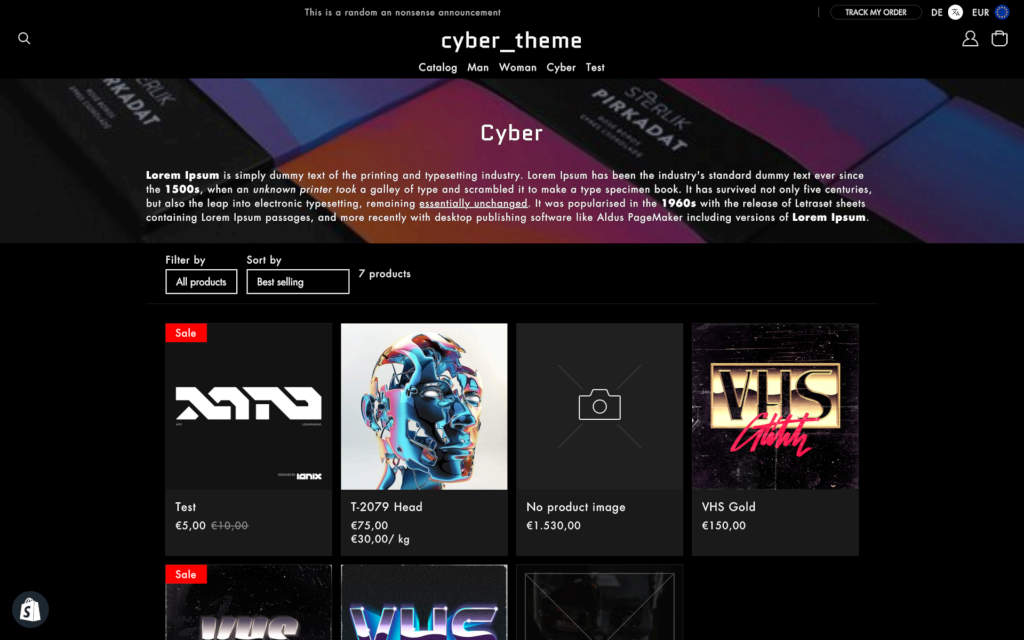 This is a random an nonsense announcement
TRACK MY ORDER
DE
EUR
cyber_theme
Catalog Man Woman Cyber Test
STERLIK
PIRKADAT
PIRKADAT
Cyber
Lorem Ipsum is simply dummy text of the printing and typesetting industry. Lorem Ipsum has been the industry's standard dummy text ever since
the 1500s, when an unknown printer took a galley of type and scrambled it to make a type specimen book. It has survived not only five centuries,
but also the leap into electronic typesetting, remaining essentially unchanged. It was popularised in the 1960s with the release of Letraset sheets
containing Lorem Ipsum passages, and more recently with desktop publishing software like Aldus PageMaker including versions of Lorem Ipsum.
Filter by
Sort by
All products
Best selling
7 products
Sale
VHS
Test
€5,00 €10,00
T-2079 Head
€75,00
€30,00/ kg
No product image
€1.530,00
VHS Gold
€150,00
Sale
VHS
VHS